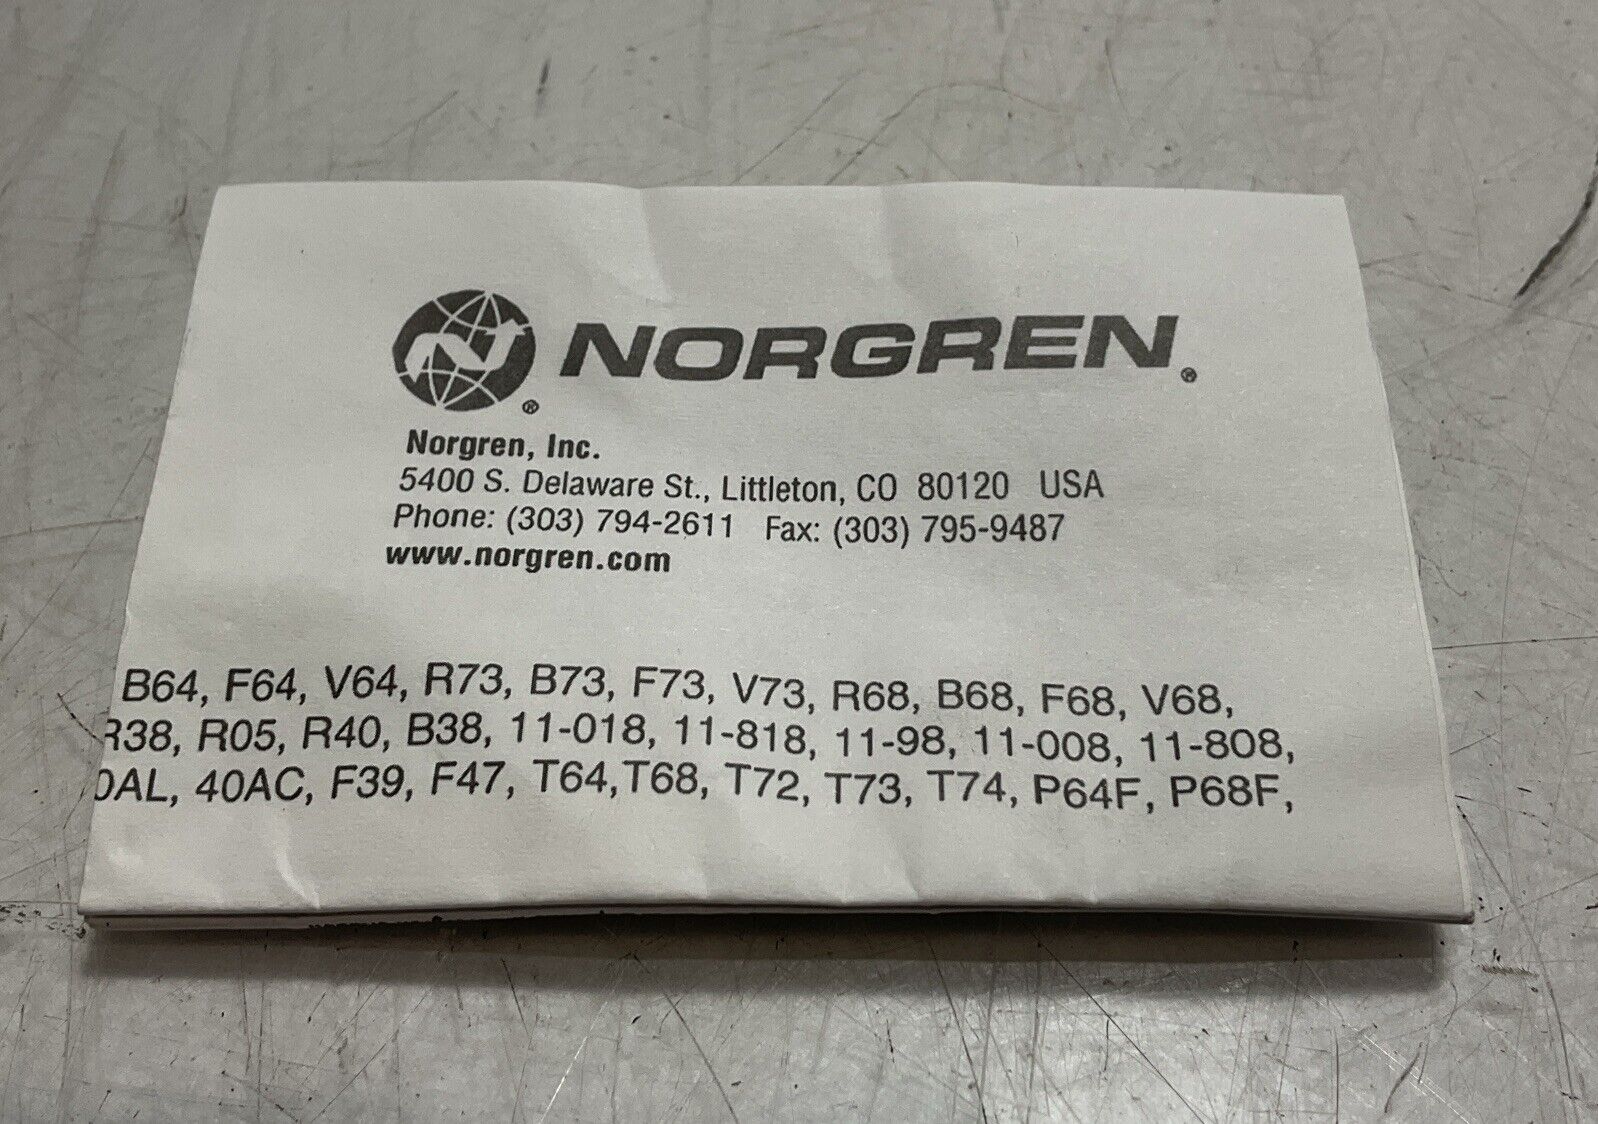 NORGREN®
®
Norgren, Inc.
5400 S. Delaware St., Littleton, CO 80120 USA
Phone: (303) 794-2611 Fax: (303) 795-9487
www.norgren.com
B64, F64, V64, R73, B73, F73, V73, R68, B68, F68, V68,
R38, R05, R40, B38, 11-018, 11-818, 11-98, 11-008, 11-808,
0AL, 40AC, F39, F47, T64,T68, T72, T73, T74, P64F, P68F,